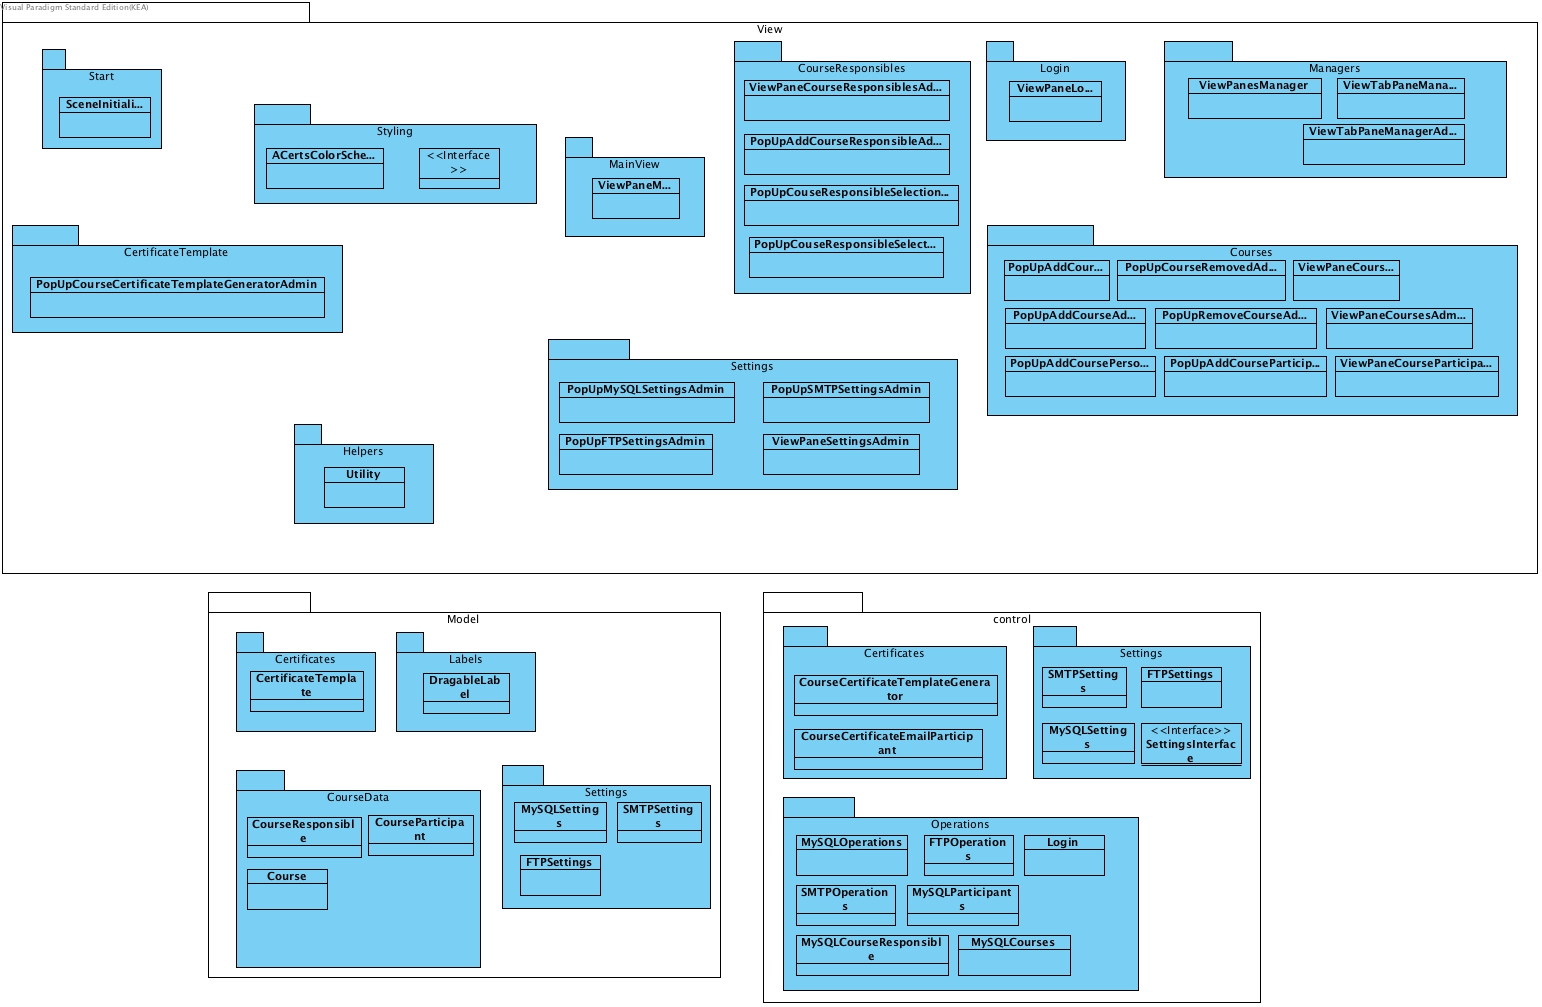 Visual Paradigm Standard Edition(KEA)
View
Start
SceneInitiali...
Styling
ACertsColorSche...
<<Interface
>>
MainView
ViewPaneM...
CourseResponsibles
ViewPaneCourseResponsiblesAd...
PopUpAddCourseResponsibleAd...
PopUpCouseResponsibleSelection...
PopUpCouseResponsibleSelect...
Login
ViewPaneLo...
Managers
ViewPanesManager
ViewTabPaneMana...
ViewTabPaneManagerAd...
CertificateTemplate
PopUpCourseCertificateTemplateGeneratorAdmin
Courses
PopUpAddCour...
PopUpCourseRemovedAd...
ViewPaneCours...
PopUpAddCourseAd...
PopUpRemoveCourseAd...
ViewPaneCoursesAdm...
PopUpAddCoursePerso...
PopUpAddCourseParticip...
ViewPaneCourseParticipa...
Settings
PopUpMySQLSettingsAdmin
PopUpSMTPSettingsAdmin
PopUpFTPSettingsAdmin
ViewPaneSettingsAdmin
Helpers
Utility
Model
Certificates
CertificateTempla
te
Labels
DragableLab
el
CourseData
CourseResponsibl
e
CourseParticipa
nt
Course
Settings
MySQLSetting
s
SMTPSetting
s
FTPSettings
control
Certificates
CourseCertificateTemplateGenera
tor
CourseCertificateEmailParticip
ant
Settings
SMTPSetting
s
FTPSettings
MySQLSetting
s
<<Interface>>
SettingsInterfac
e
Operations
MySQLOperations
FTPOperation
s
Login
SMTPOperation
s
MySQLParticipant
s
MySQLCourseResponsibl
e
MySQLCourses